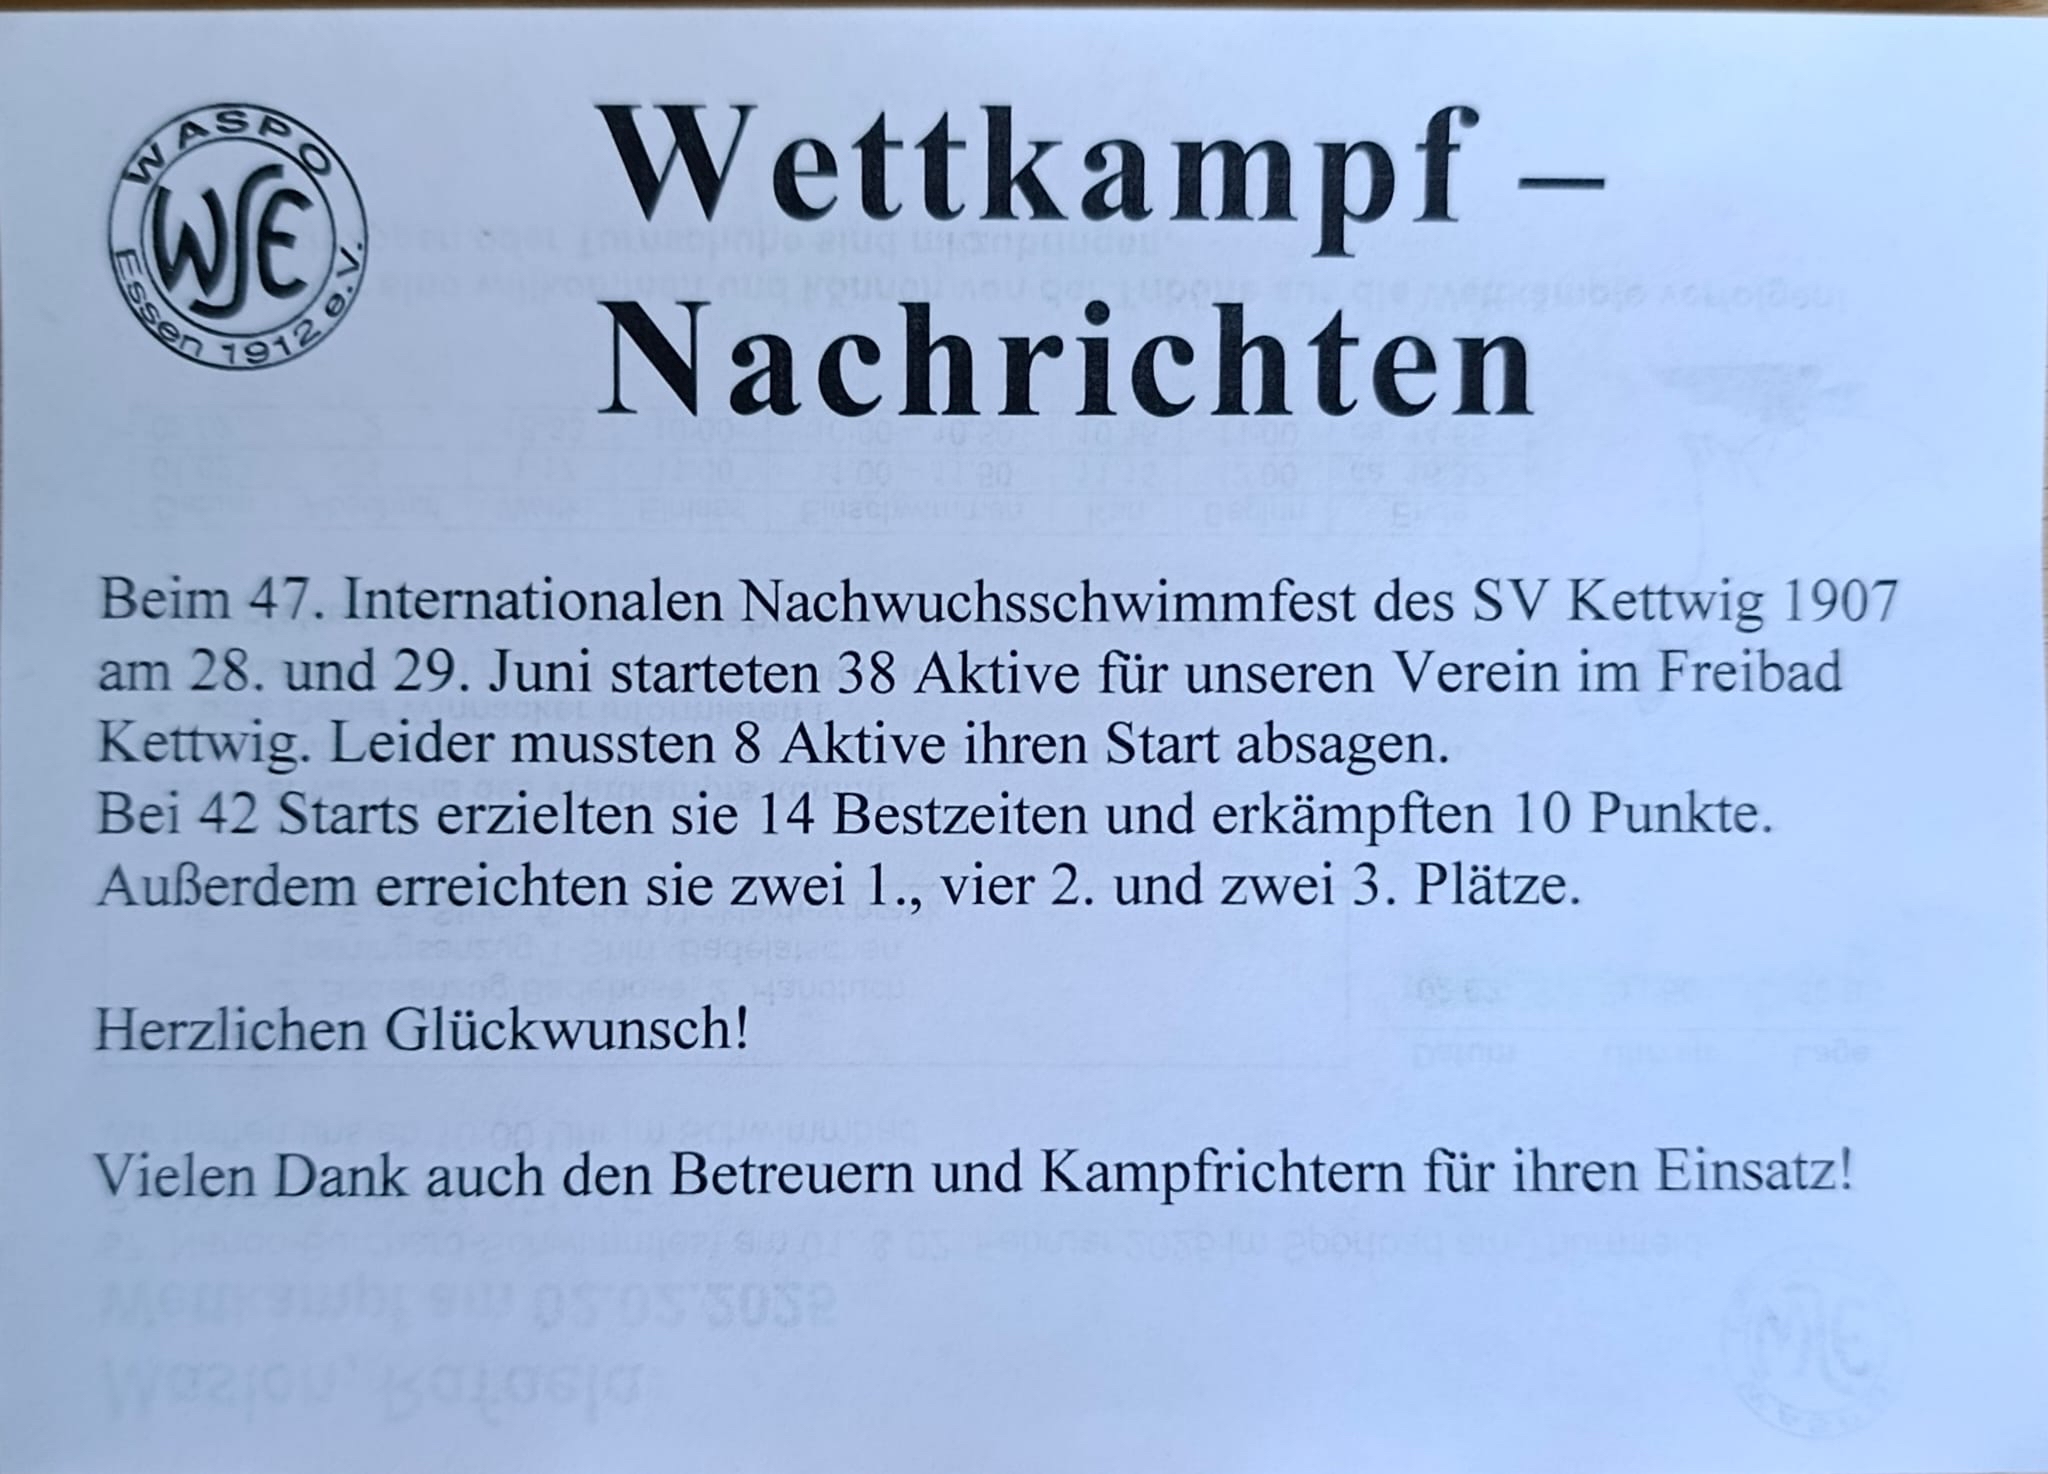 WASPO
WSE
Essen 1912 e.V.
Wettkampf –
Nachrichten
Beim 47. Internationalen Nachwuchsschwimmfest des SV Kettwig 1907
am 28. und 29. Juni starteten 38 Aktive für unseren Verein im Freibad
Kettwig. Leider mussten 8 Aktive ihren Start absagen.
Bei 42 Starts erzielten sie 14 Bestzeiten und erkämpften 10 Punkte.
Außerdem erreichten sie zwei 1., vier 2. und zwei 3. Plätze.
Herzlichen Glückwunsch!
Vielen Dank auch den Betreuern und Kampfrichtern für ihren Einsatz!